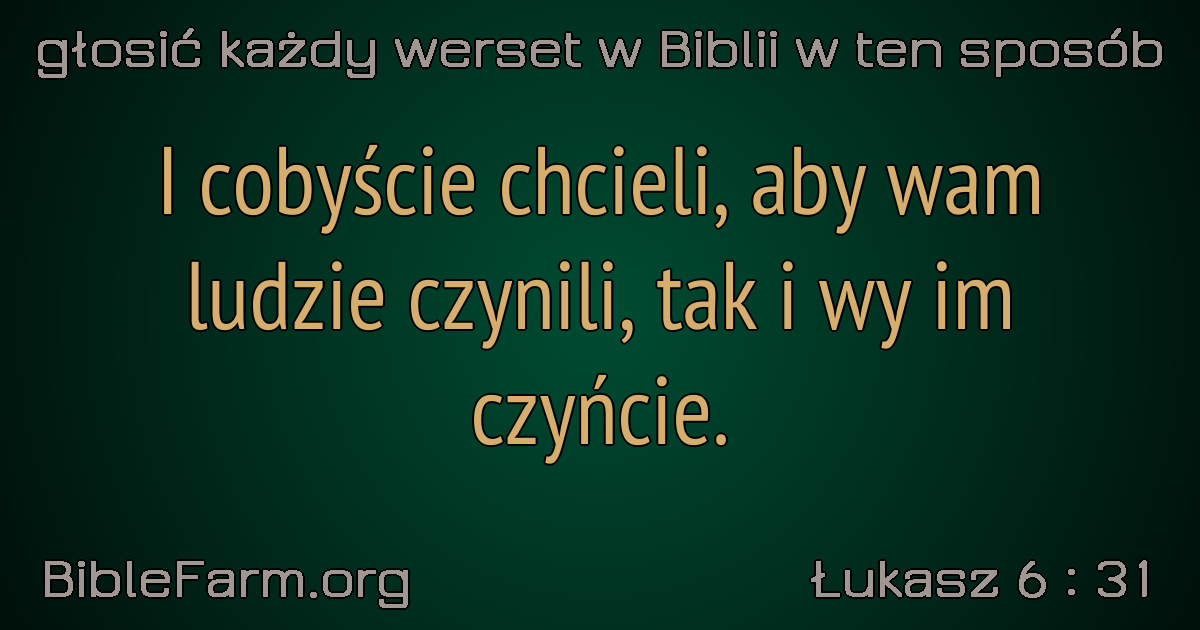 głosić każdy werset w Biblii w ten sposób
I cobyście chcieli, aby wam
ludzie czynili, tak i wy im
czyńcie.
BibleFarm.org
Łukasz 6 : 31